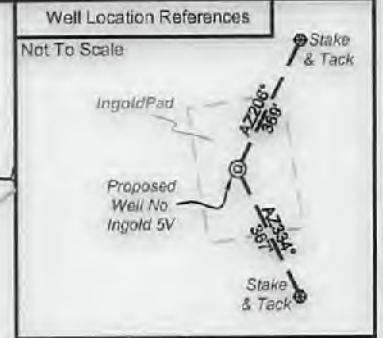 Well Location References
Not To Scale
Stake
& Tack
IngoldPad
AZ206°
369'
Proposed
Well No
Ingold 5V
AZ334°
367'
Stake
& Tack